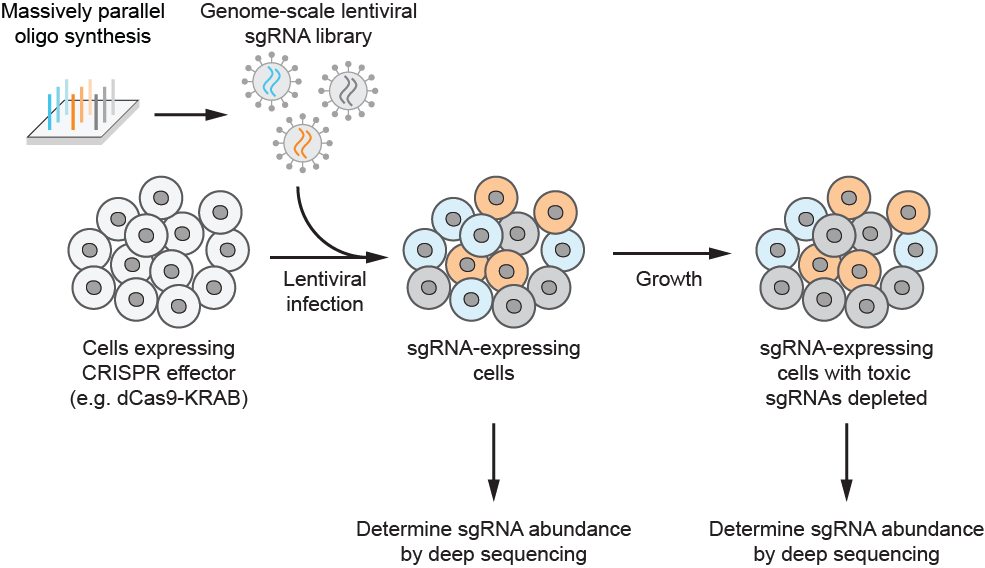 Massively parallel
oligo synthesis
Genome-scale lentiviral
sgRNA library
Lentiviral
infection
Growth
Cells expressing
CRISPR effector
(e.g. dCas9-KRAB)
sgRNA-expressing
cells
sgRNA-expressing
cells with toxic
sgRNAs depleted
Determine sgRNA abundance
by deep sequencing
Determine sgRNA abundance
by deep sequencing